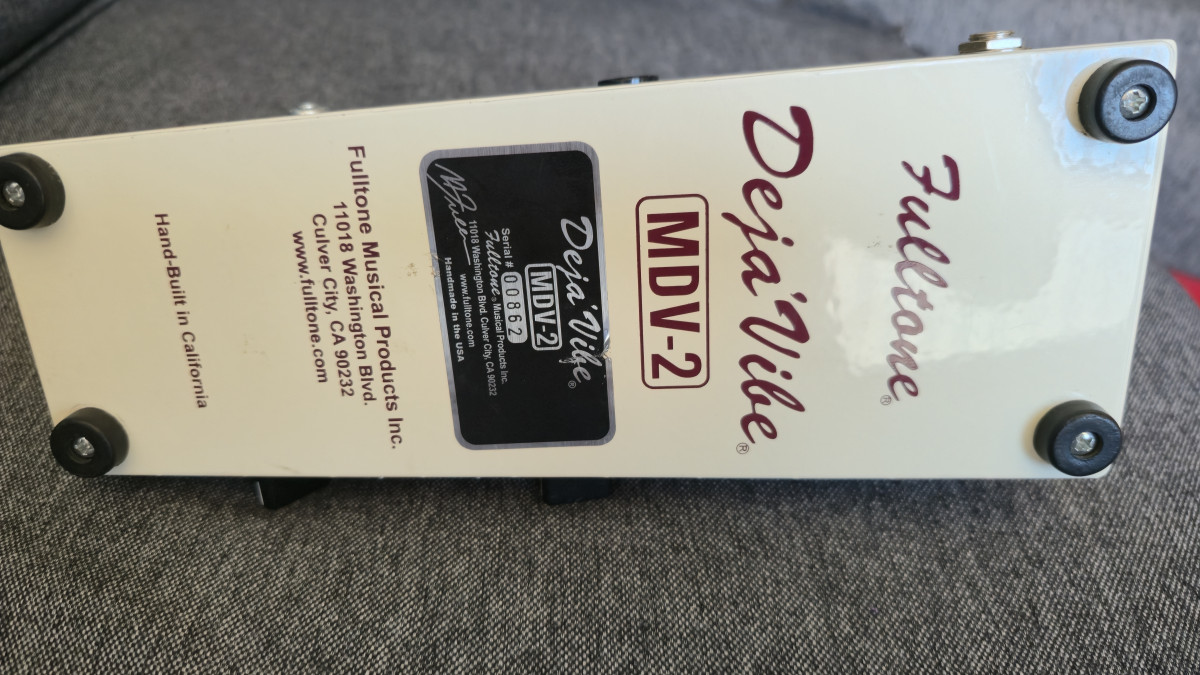 Fulltone®
Deja'Vibe®
MDV-2
Deja'Vibe®
MDV-2
Serial # 00862
Fulltone® Musical Products Inc.
11018 Washington Blvd. Culver City, CA 90232
www.fulltone.com
Handmade in the USA
Fulltone Musical Products Inc.
11018 Washington Blvd.
Culver City, CA 90232
www.fulltone.com
Hand-Built in California